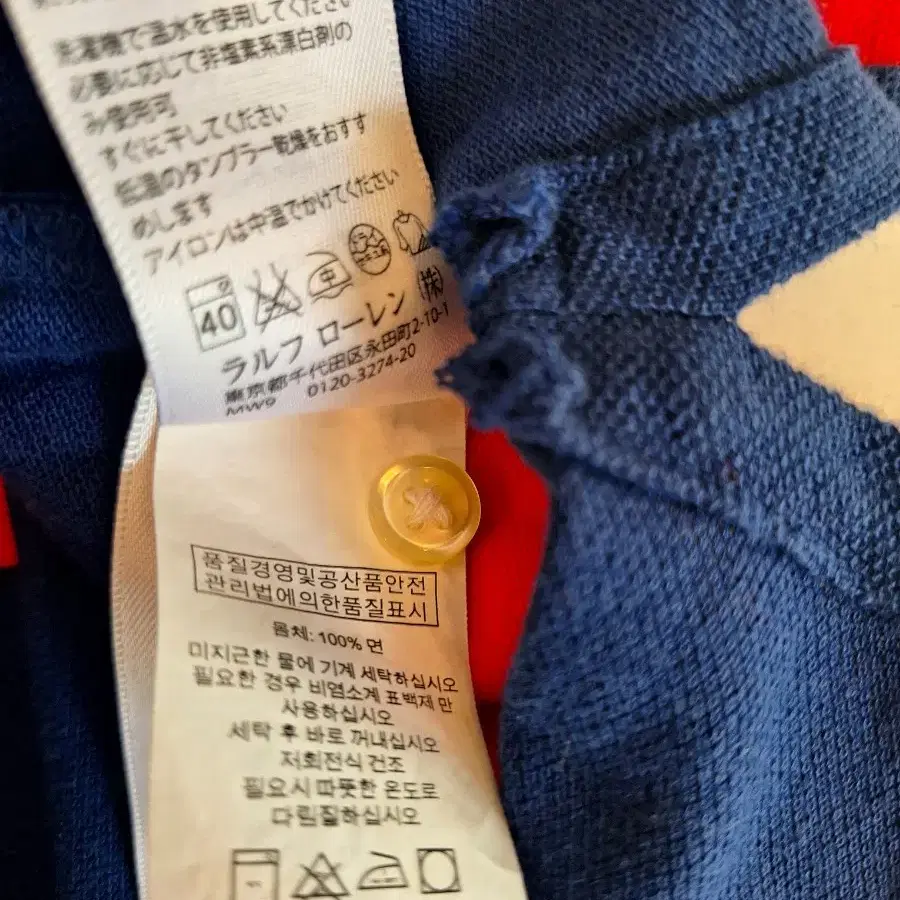 洗濯機で温水を使用してください
必要に応じて非塩素系漂白剤の
み使用可
すぐに干してください
低温のタンブラー乾燥をおすす
めします
アイロンは中温でかけてください
40
中
ラルフ ローレン (株)
東京都千代田区永田町2-10-1
0120-3274-20
MW9
품질경영및공산품안전
관리법에의한품질표시
몸체: 100% 면
미지근한 물에 기계 세탁하십시오
필요한 경우 비염소계 표백제 만
사용하십시오
세탁 후 바로 꺼내십시오
저회전식 건조
필요시 따뜻한 온도로
다림질하십시오